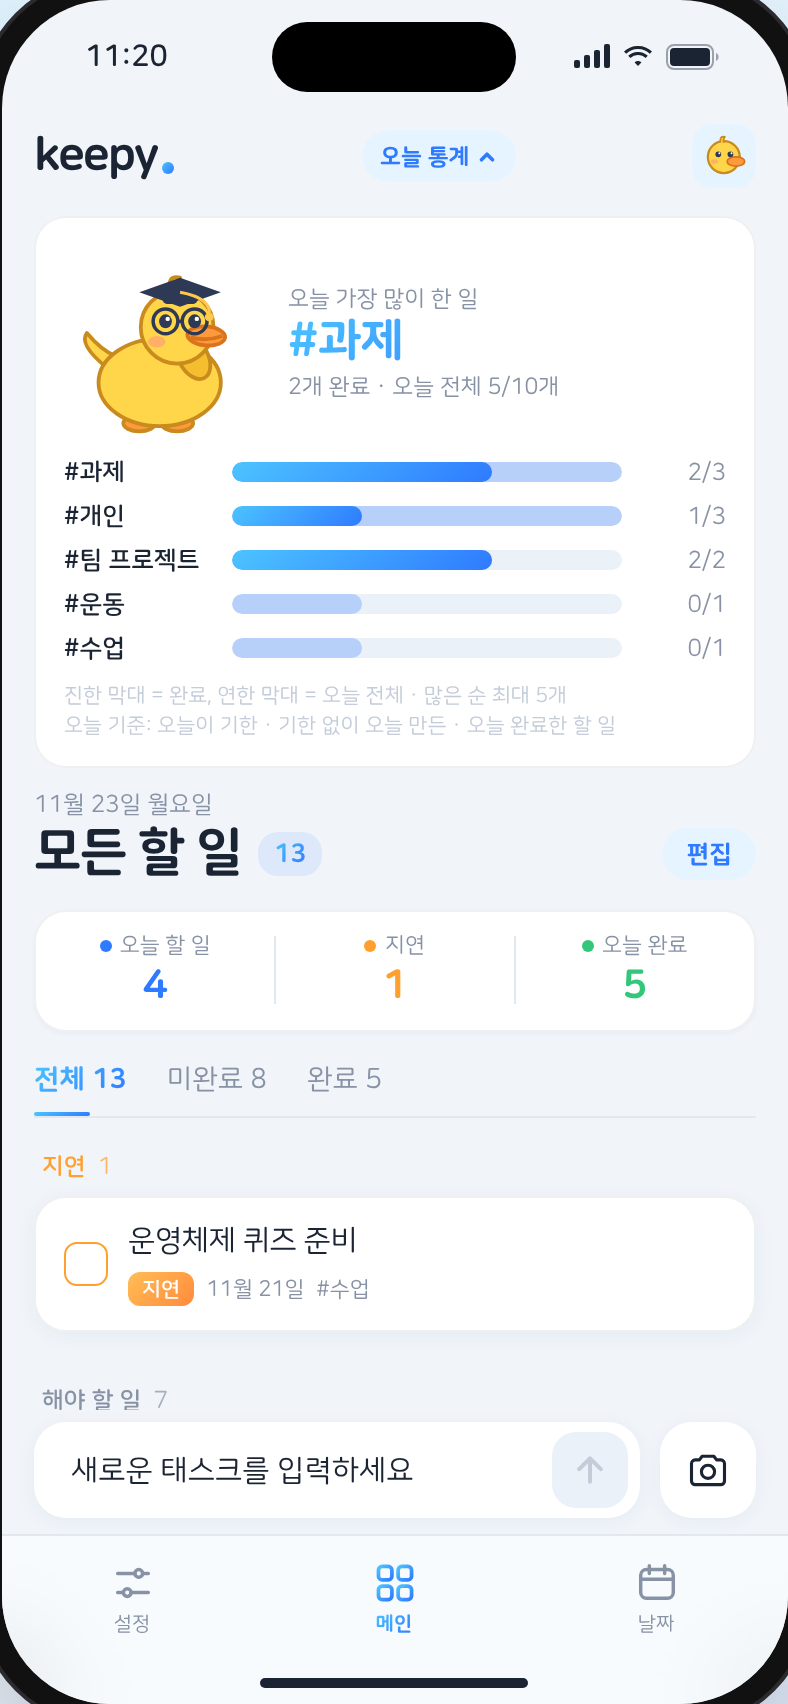 11:20
keepy.
오늘 통계
오늘 가장 많이 한 일
#과제
2개 완료 · 오늘 전체 5/10개
#과제 2/3
#개인 1/3
#팀 프로젝트 2/2
#운동 0/1
#수업 0/1
진한 막대 = 완료, 연한 막대 = 오늘 전체 · 많은 순 최대 5개
오늘 기준: 오늘이 기한 · 기한 없이 오늘 만든 · 오늘 완료한 할 일
11월 23일 월요일
모든 할 일 13 편집
오늘 할 일 지연 오늘 완료
4 1 5
전체 13 미완료 8 완료 5
지연 1
운영체제 퀴즈 준비
지연 11월 21일 #수업
해야 할 일 7
새로운 태스크를 입력하세요
설정 메인 날짜